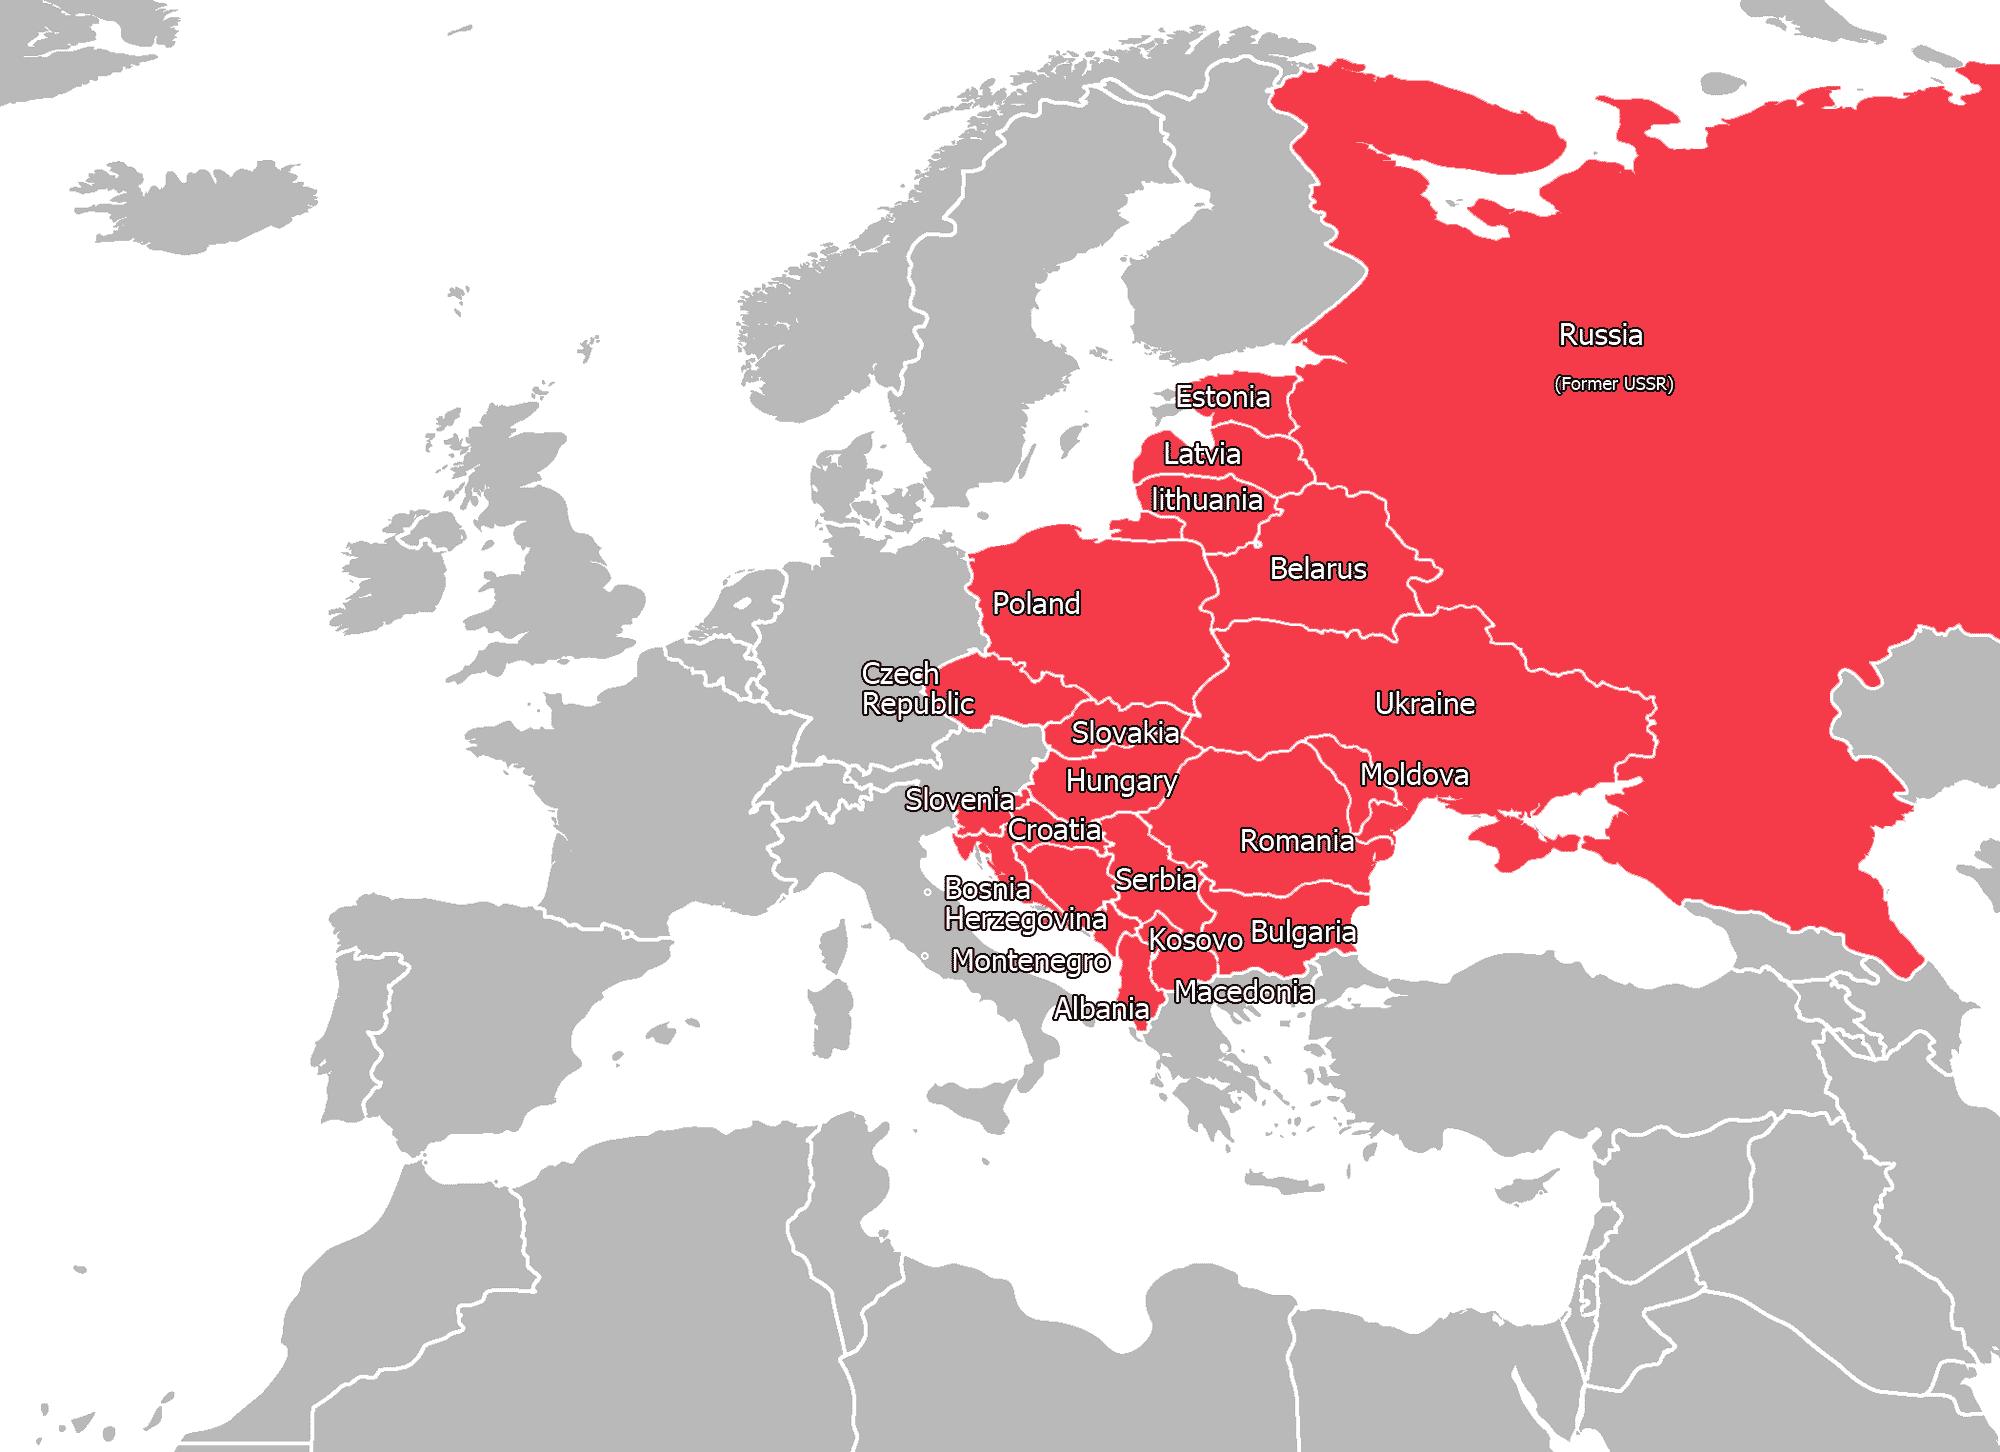 Russia
(Former USSR)
Estonia
Latvia
lithuania
Belarus
Poland
Czech
Republic
Ukraine
Slovakia
Moldova
Hungary
Slovenia
Croatia
Romania
Serbia
Bosnia
Herzegovina
Kosovo
Bulgaria
Montenegro
Macedonia
Albania